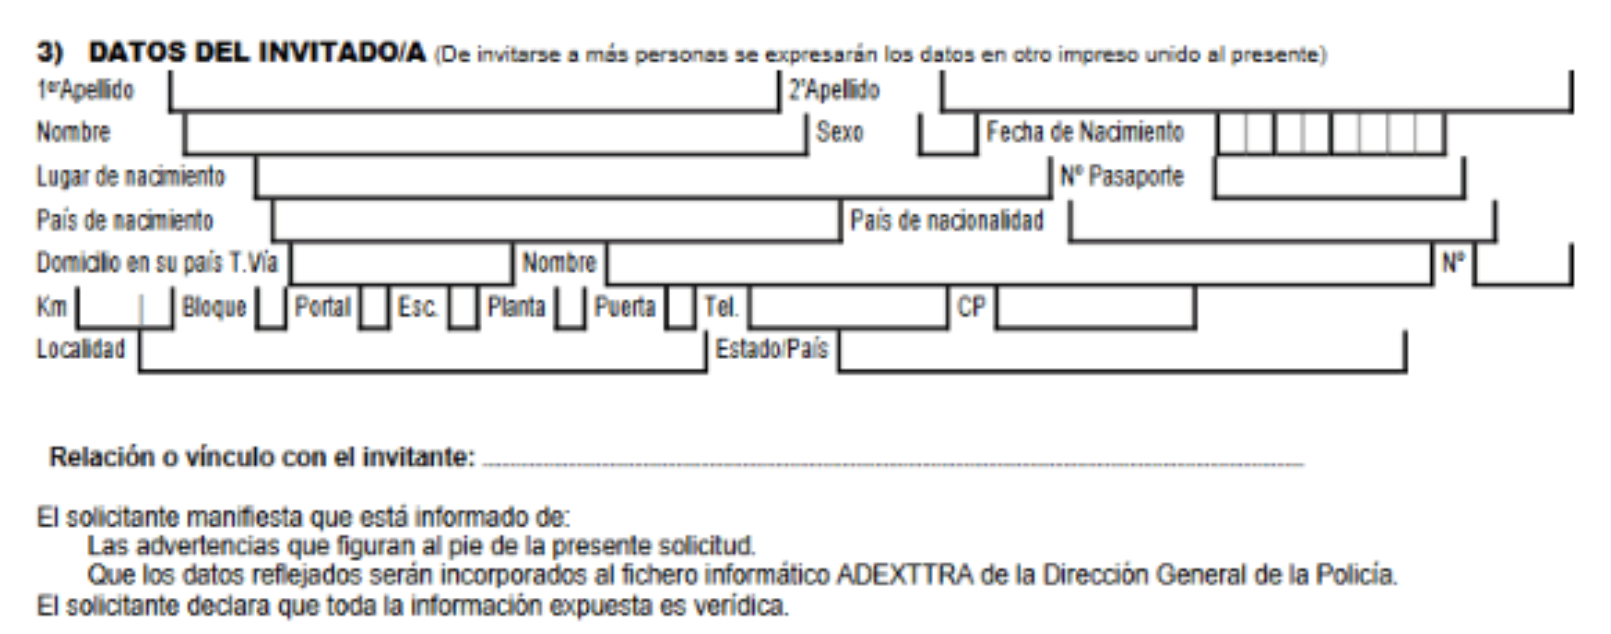 3) DATOS DEL INVITADO/A (De invitarse a más personas se expresarán los datos en otro impreso unido al presente)
1erApellido 2ºApellido
Nombre Sexo Fecha de Nacimiento
Lugar de nacimiento Nº Pasaporte
País de nacimiento País de nacionalidad
Domicilio en su país T.Vía Nombre Nº
Km Bloque Portal Esc. Planta Puerta Tel. CP
Localidad Estado/País
Relación o vínculo con el invitante:
El solicitante manifiesta que está informado de:
Las advertencias que figuran al pie de la presente solicitud.
Que los datos reflejados serán incorporados al fichero informático ADEXTTRA de la Dirección General de la Policía.
El solicitante declara que toda la información expuesta es verídica.